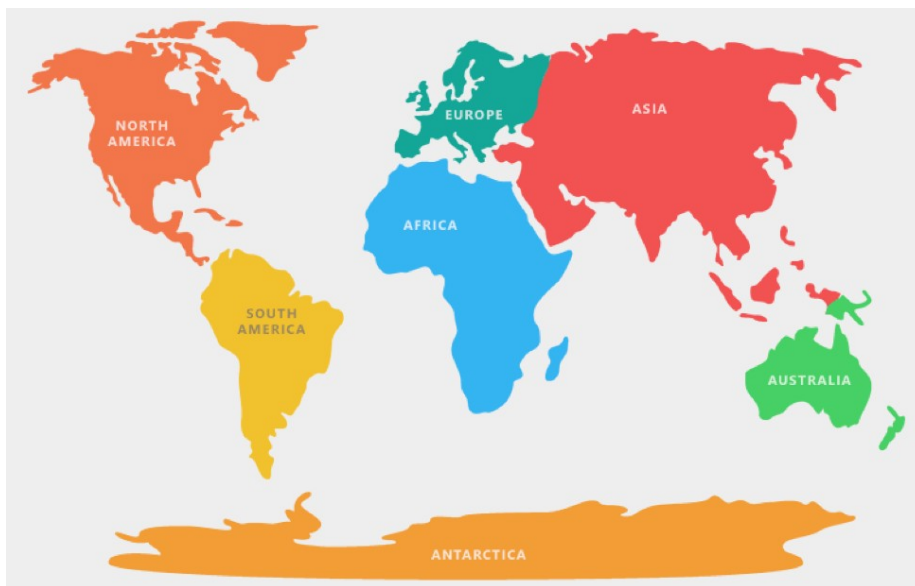 NORTH
AMERICA
EUROPE
ASIA
AFRICA
SOUTH
AMERICA
AUSTRALIA
ANTARCTICA